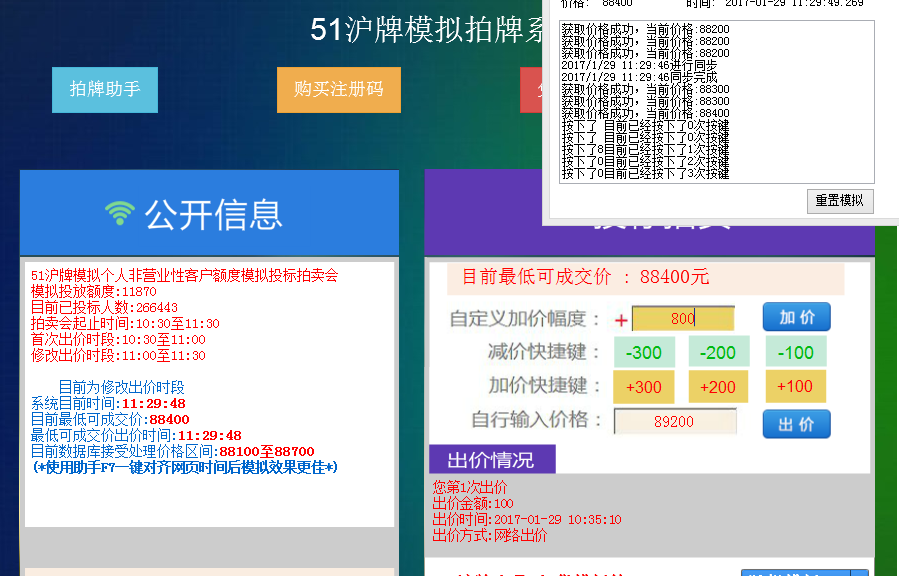 51沪牌模拟拍牌系
拍牌助手
购买注册码
价格: 88400 时间: 2017-01-29 11:29:49.269
获取价格成功，当前价格:88200
获取价格成功，当前价格:88200
获取价格成功，当前价格:88200
2017/1/29 11:29:46进行同步
2017/1/29 11:29:46同步完成
获取价格成功，当前价格:88300
获取价格成功，当前价格:88300
获取价格成功，当前价格:88400
按下了 目前已经按下了0次按键
按下了 目前已经按下了0次按键
按下了8目前已经按下了1次按键
按下了0目前已经按下了2次按键
按下了0目前已经按下了3次按键
重置模拟
公开信息
51沪牌模拟个人非营业性客户额度模拟投标拍卖会
模拟投放额度:11870
目前已投标人数:266443
拍卖会起止时间:10:30至11:30
首次出价时段:10:30至11:00
修改出价时段:11:00至11:30
目前为修改出价时段
系统目前时间:11:29:48
目前最低可成交价:88400
最低可成交价出价时间:11:29:48
目前数据库接受处理价格区间:88100至88700
(*使用助手F7一键对齐网页时间后模拟效果更佳*)
目前最低可成交价 : 88400元
自定义加价幅度： + 800 加 价
减价快捷键： -300 -200 -100
加价快捷键： +300 +200 +100
自行输入价格： 89200 出 价
出价情况
您第1次出价
出价金额:100
出价时间:2017-01-29 10:35:10
出价方式:网络出价